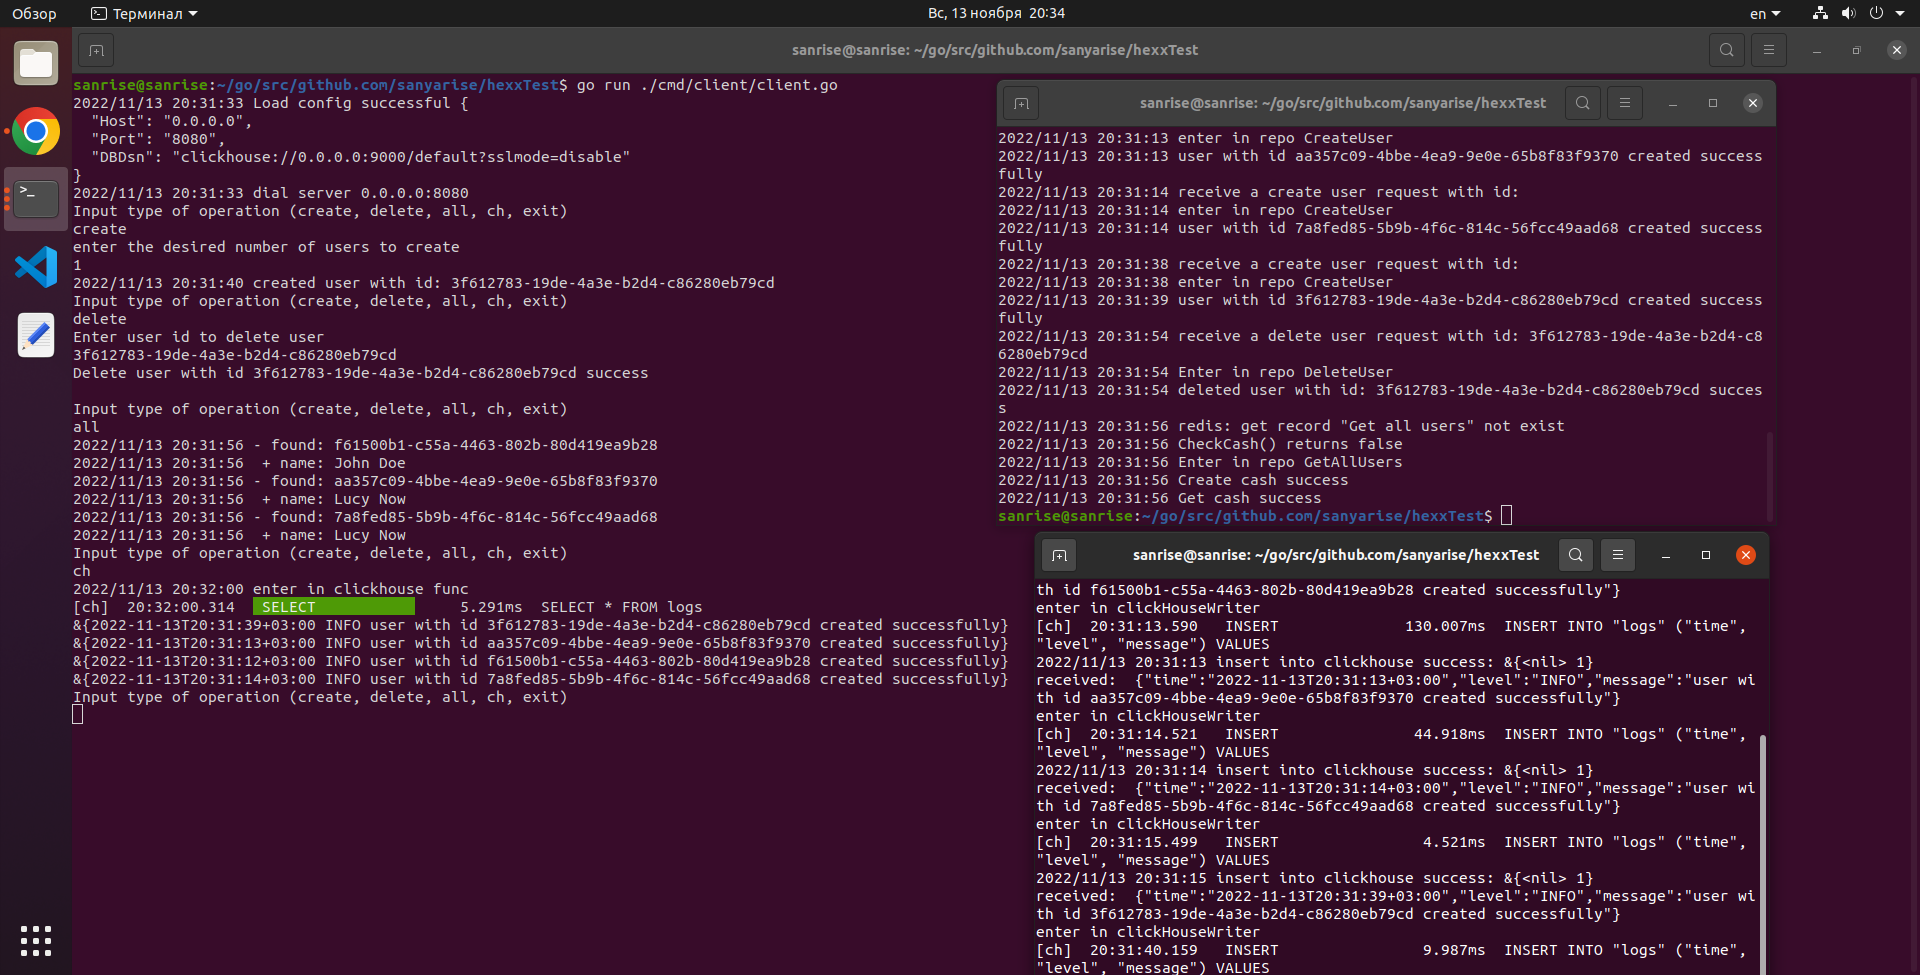 Обзор
Терминал
Вс, 13 ноября 20:34
en
sanrise@sanrise: ~/go/src/github.com/sanyarise/hexxTest
sanrise@sanrise:~/go/src/github.com/sanyarise/hexxTest$ go run ./cmd/client/client.go
2022/11/13 20:31:33 Load config successful {
"Host": "0.0.0.0",
"Port": "8080",
"DBDsn": "clickhouse://0.0.0.0:9000/default?sslmode=disable"
}
2022/11/13 20:31:33 dial server 0.0.0.0:8080
Input type of operation (create, delete, all, ch, exit)
create
enter the desired number of users to create
1
2022/11/13 20:31:40 created user with id: 3f612783-19de-4a3e-b2d4-c86280eb79cd
Input type of operation (create, delete, all, ch, exit)
delete
Enter user id to delete user
3f612783-19de-4a3e-b2d4-c86280eb79cd
Delete user with id 3f612783-19de-4a3e-b2d4-c86280eb79cd success
Input type of operation (create, delete, all, ch, exit)
all
2022/11/13 20:31:56 - found: f61500b1-c55a-4463-802b-80d419ea9b28
2022/11/13 20:31:56  + name: John Doe
2022/11/13 20:31:56 - found: aa357c09-4bbe-4ea9-9e0e-65b8f83f9370
2022/11/13 20:31:56  + name: Lucy Now
2022/11/13 20:31:56 - found: 7a8fed85-5b9b-4f6c-814c-56fcc49aad68
2022/11/13 20:31:56  + name: Lucy Now
Input type of operation (create, delete, all, ch, exit)
ch
2022/11/13 20:32:00 enter in clickhouse func
[ch]  20:32:00.314   SELECT                5.291ms  SELECT * FROM logs
&{2022-11-13T20:31:39+03:00 INFO user with id 3f612783-19de-4a3e-b2d4-c86280eb79cd created successfully}
&{2022-11-13T20:31:13+03:00 INFO user with id aa357c09-4bbe-4ea9-9e0e-65b8f83f9370 created successfully}
&{2022-11-13T20:31:12+03:00 INFO user with id f61500b1-c55a-4463-802b-80d419ea9b28 created successfully}
&{2022-11-13T20:31:14+03:00 INFO user with id 7a8fed85-5b9b-4f6c-814c-56fcc49aad68 created successfully}
Input type of operation (create, delete, all, ch, exit)
sanrise@sanrise: ~/go/src/github.com/sanyarise/hexxTest
2022/11/13 20:31:13 enter in repo CreateUser
2022/11/13 20:31:13 user with id aa357c09-4bbe-4ea9-9e0e-65b8f83f9370 created success
fully
2022/11/13 20:31:14 receive a create user request with id:
2022/11/13 20:31:14 enter in repo CreateUser
2022/11/13 20:31:14 user with id 7a8fed85-5b9b-4f6c-814c-56fcc49aad68 created success
fully
2022/11/13 20:31:38 receive a create user request with id:
2022/11/13 20:31:38 enter in repo CreateUser
2022/11/13 20:31:39 user with id 3f612783-19de-4a3e-b2d4-c86280eb79cd created success
fully
2022/11/13 20:31:54 receive a delete user request with id: 3f612783-19de-4a3e-b2d4-c8
6280eb79cd
2022/11/13 20:31:54 Enter in repo DeleteUser
2022/11/13 20:31:54 deleted user with id: 3f612783-19de-4a3e-b2d4-c86280eb79cd succes
s
2022/11/13 20:31:56 redis: get record "Get all users" not exist
2022/11/13 20:31:56 CheckCash() returns false
2022/11/13 20:31:56 Enter in repo GetAllUsers
2022/11/13 20:31:56 Create cash success
2022/11/13 20:31:56 Get cash success
sanrise@sanrise:~/go/src/github.com/sanyarise/hexxTest$
sanrise@sanrise: ~/go/src/github.com/sanyarise/hexxTest
th id f61500b1-c55a-4463-802b-80d419ea9b28 created successfully"}
enter in clickHouseWriter
[ch]  20:31:13.590   INSERT              130.007ms  INSERT INTO "logs" ("time",
"level", "message") VALUES
2022/11/13 20:31:13 insert into clickhouse success: &{<nil> 1}
received:  {"time":"2022-11-13T20:31:13+03:00","level":"INFO","message":"user wi
th id aa357c09-4bbe-4ea9-9e0e-65b8f83f9370 created successfully"}
enter in clickHouseWriter
[ch]  20:31:14.521   INSERT               44.918ms  INSERT INTO "logs" ("time",
"level", "message") VALUES
2022/11/13 20:31:14 insert into clickhouse success: &{<nil> 1}
received:  {"time":"2022-11-13T20:31:14+03:00","level":"INFO","message":"user wi
th id 7a8fed85-5b9b-4f6c-814c-56fcc49aad68 created successfully"}
enter in clickHouseWriter
[ch]  20:31:15.499   INSERT                4.521ms  INSERT INTO "logs" ("time",
"level", "message") VALUES
2022/11/13 20:31:15 insert into clickhouse success: &{<nil> 1}
received:  {"time":"2022-11-13T20:31:39+03:00","level":"INFO","message":"user wi
th id 3f612783-19de-4a3e-b2d4-c86280eb79cd created successfully"}
enter in clickHouseWriter
[ch]  20:31:40.159   INSERT                9.987ms  INSERT INTO "logs" ("time",
"level", "message") VALUES